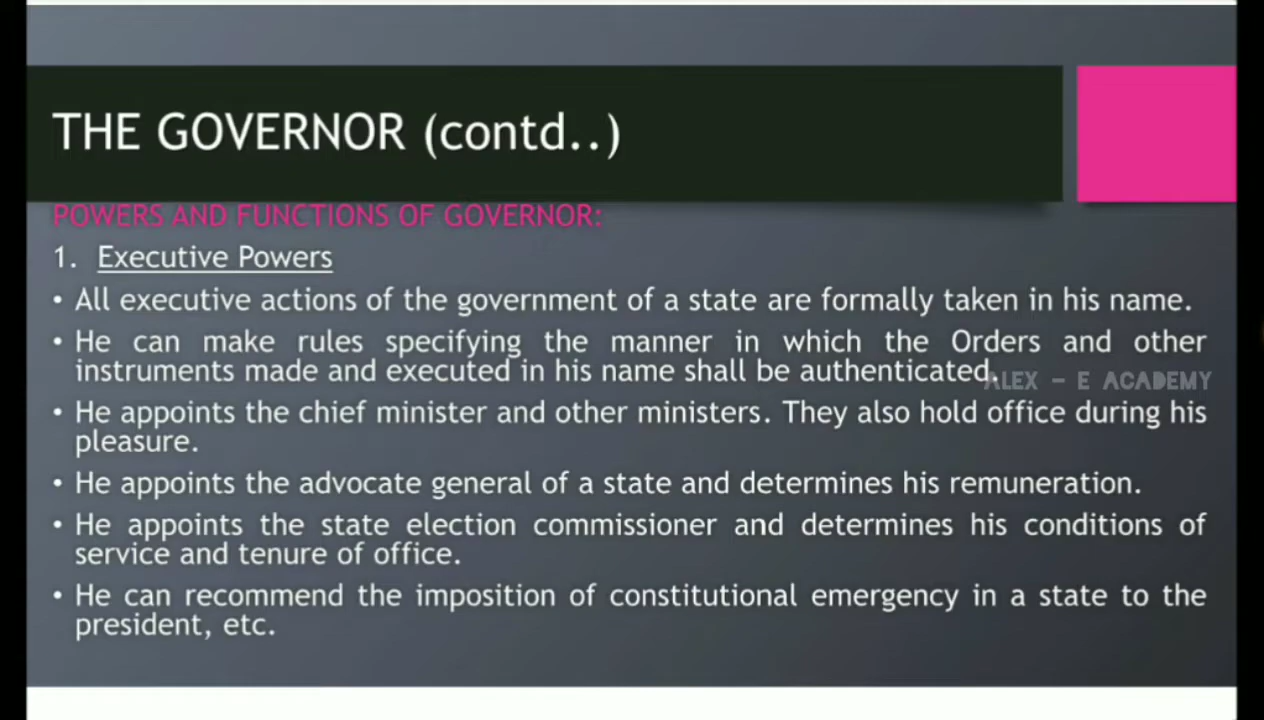 THE GOVERNOR (contd..)
POWERS AND FUNCTIONS OF GOVERNOR:
1. Executive Powers
• All executive actions of the government of a state are formally taken in his name.
• He can make rules specifying the manner in which the Orders and other
instruments made and executed in his name shall be authenticated.
ALEX - E ACADEMY
• He appoints the chief minister and other ministers. They also hold office during his
pleasure.
• He appoints the advocate general of a state and determines his remuneration.
• He appoints the state election commissioner and determines his conditions of
service and tenure of office.
• He can recommend the imposition of constitutional emergency in a state to the
president, etc.